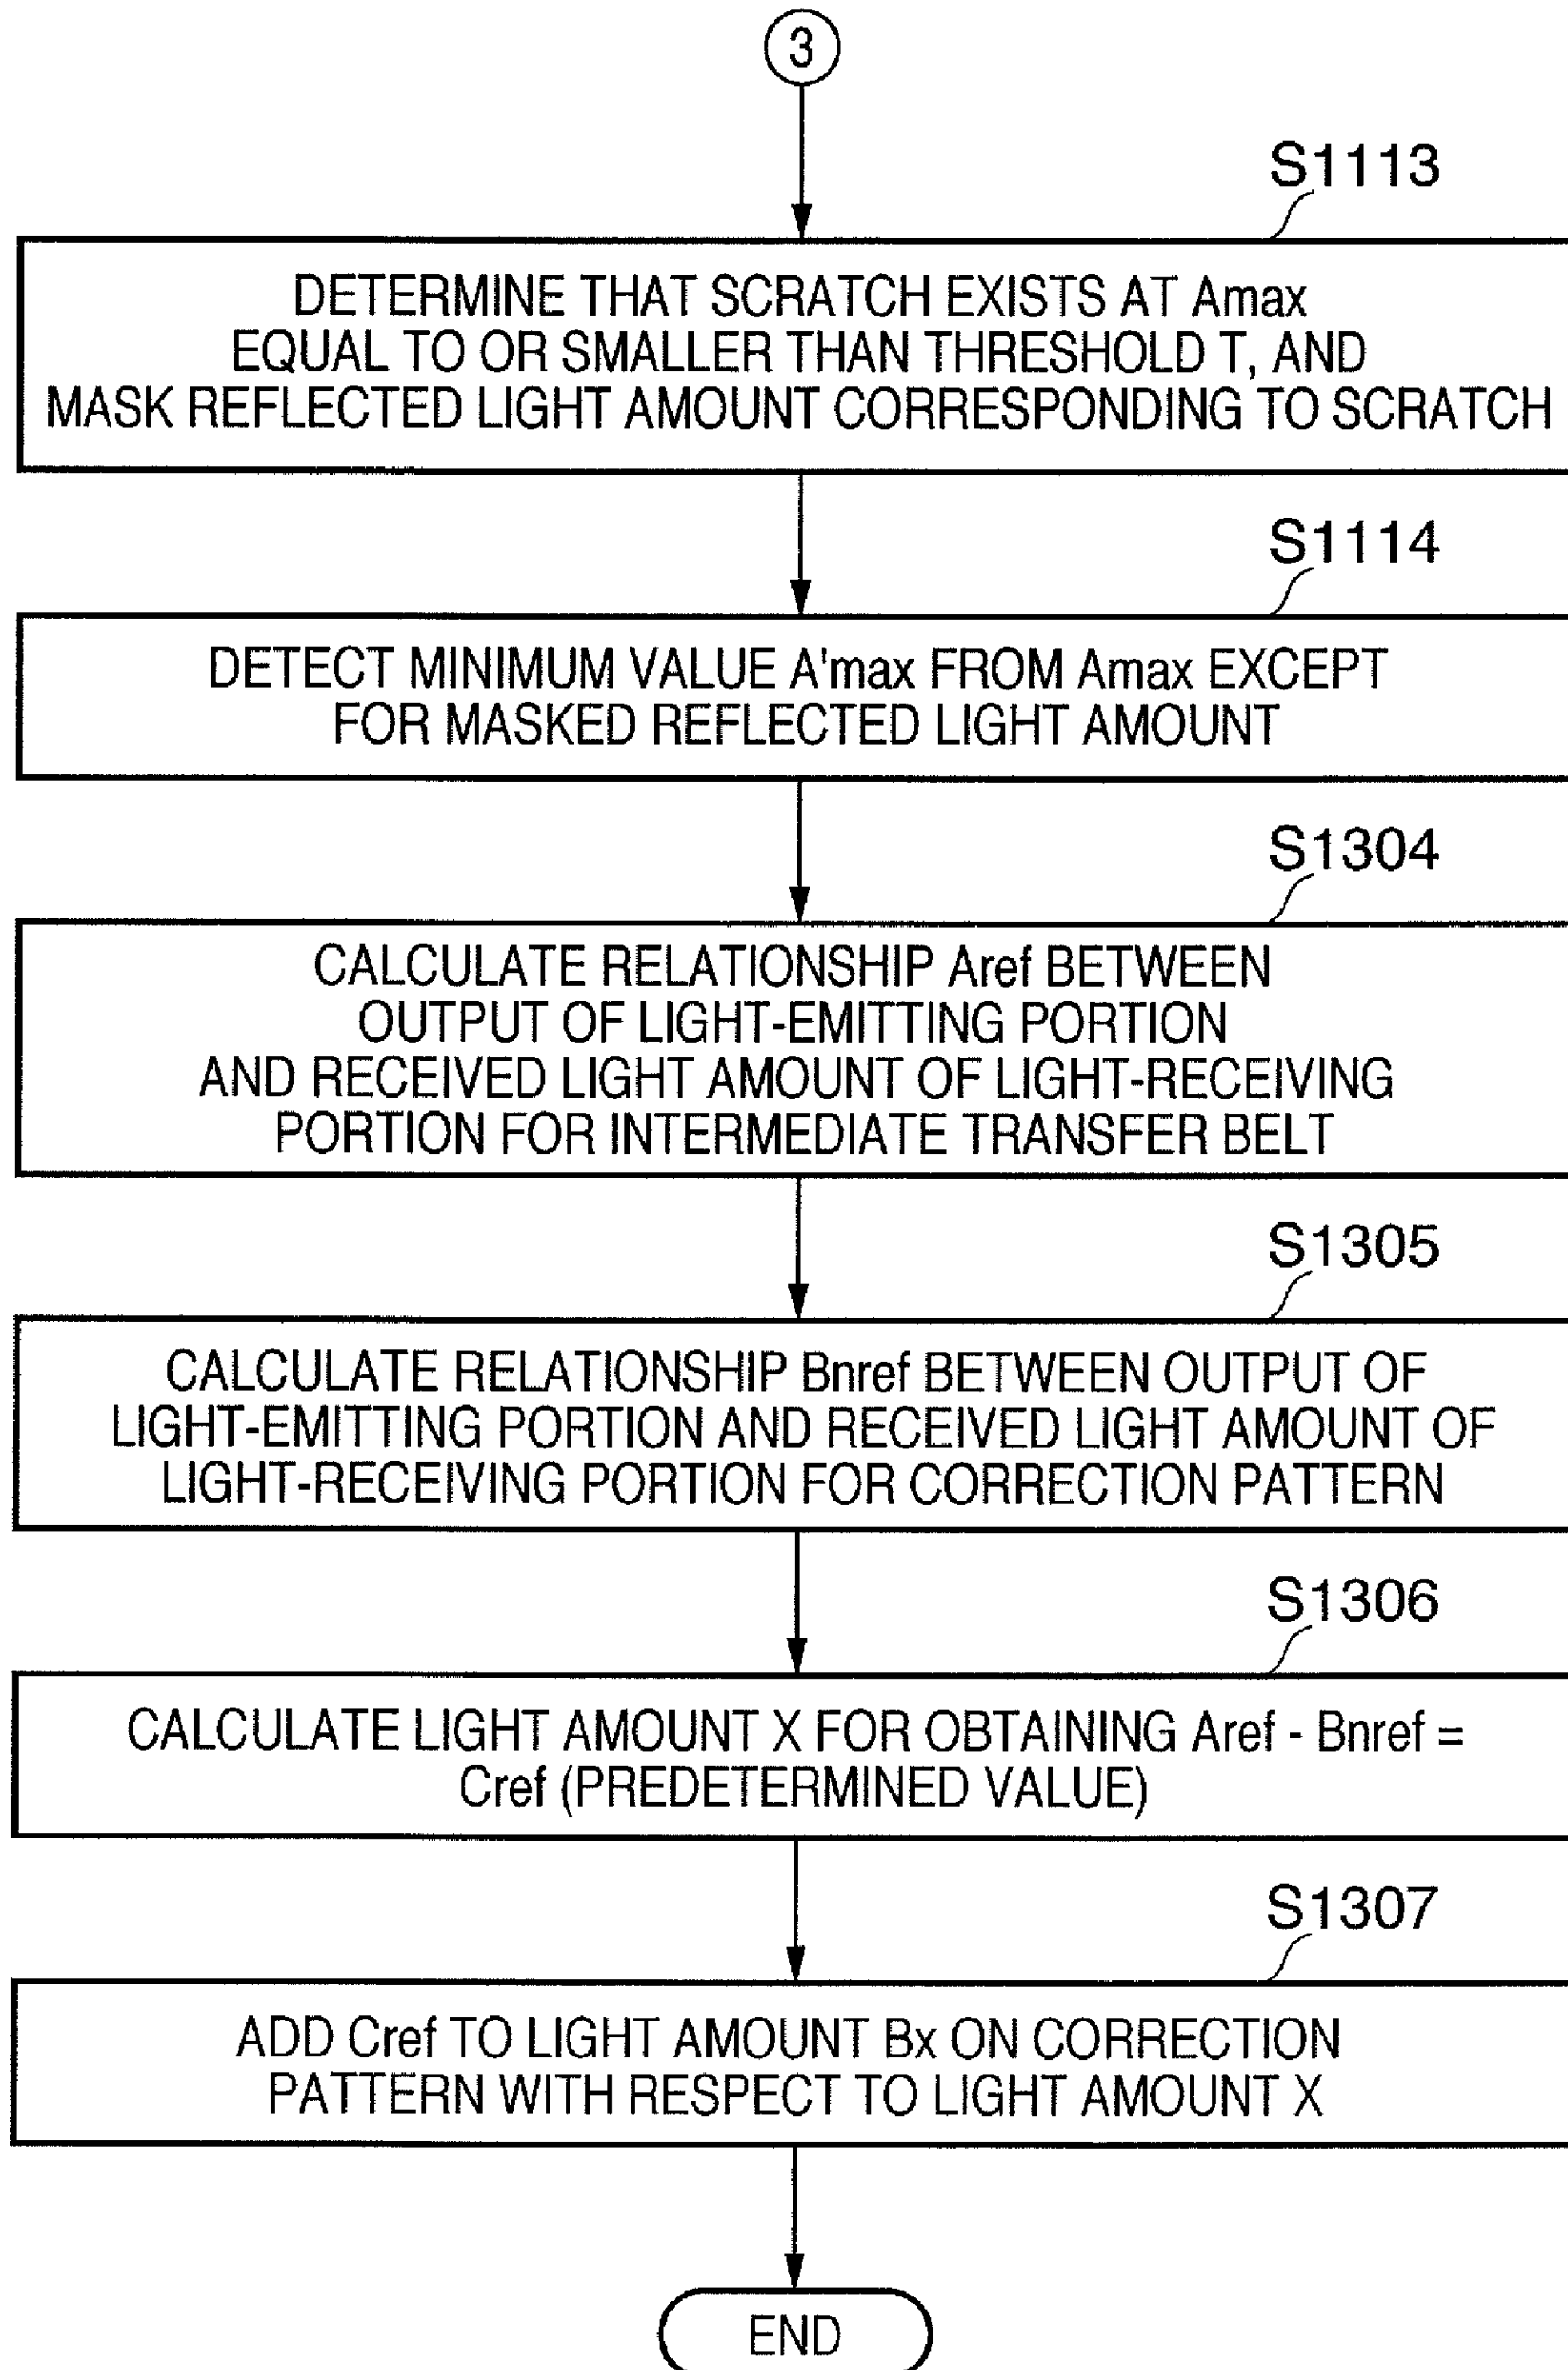 3
S1113
DETERMINE THAT SCRATCH EXISTS AT Amax
EQUAL TO OR SMALLER THAN THRESHOLD T, AND
MASK REFLECTED LIGHT AMOUNT CORRESPONDING TO SCRATCH
S1114
DETECT MINIMUM VALUE A'max FROM Amax EXCEPT
FOR MASKED REFLECTED LIGHT AMOUNT
S1304
CALCULATE RELATIONSHIP Aref BETWEEN
OUTPUT OF LIGHT-EMITTING PORTION
AND RECEIVED LIGHT AMOUNT OF LIGHT-RECEIVING
PORTION FOR INTERMEDIATE TRANSFER BELT
S1305
CALCULATE RELATIONSHIP Bnref BETWEEN OUTPUT OF
LIGHT-EMITTING PORTION AND RECEIVED LIGHT AMOUNT OF
LIGHT-RECEIVING PORTION FOR CORRECTION PATTERN
S1306
CALCULATE LIGHT AMOUNT X FOR OBTAINING Aref - Bnref =
Cref (PREDETERMINED VALUE)
S1307
ADD Cref TO LIGHT AMOUNT Bx ON CORRECTION
PATTERN WITH RESPECT TO LIGHT AMOUNT X
END